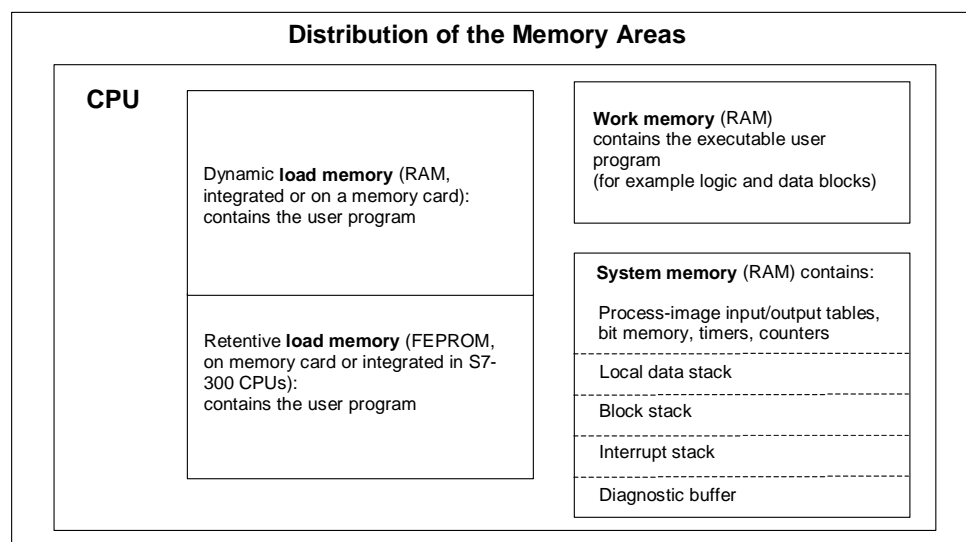 Distribution of the Memory Areas
CPU
Dynamic load memory (RAM,
integrated or on a memory card):
contains the user program
Retentive load memory (FEPROM,
on memory card or integrated in S7-
300 CPUs):
contains the user program
Work memory (RAM)
contains the executable user
program
(for example logic and data blocks)
System memory (RAM) contains:
Process-image input/output tables,
bit memory, timers, counters
Local data stack
Block stack
Interrupt stack
Diagnostic buffer